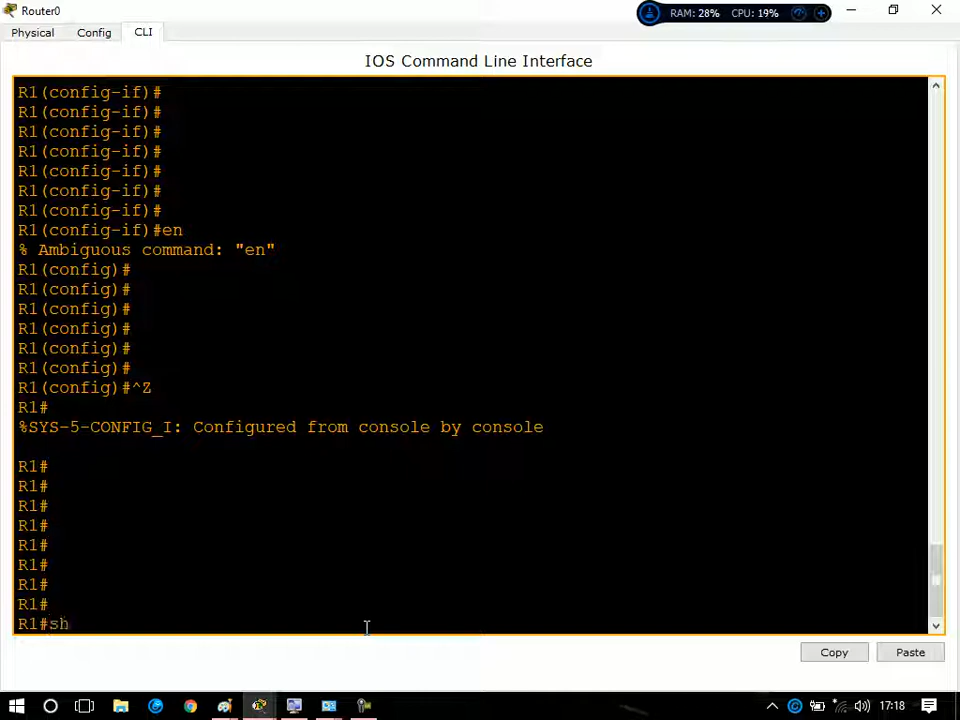 Router0
RAM: 28% CPU: 19%
Physical Config CLI
IOS Command Line Interface
R1(config-if)#
R1(config-if)#
R1(config-if)#
R1(config-if)#
R1(config-if)#
R1(config-if)#
R1(config-if)#
R1(config-if)#en
% Ambiguous command: "en"
R1(config)#
R1(config)#
R1(config)#
R1(config)#
R1(config)#
R1(config)#
R1(config)#^Z
R1#
%SYS-5-CONFIG_I: Configured from console by console
R1#
R1#
R1#
R1#
R1#
R1#
R1#
R1#
R1#sh
Copy Paste
17:18